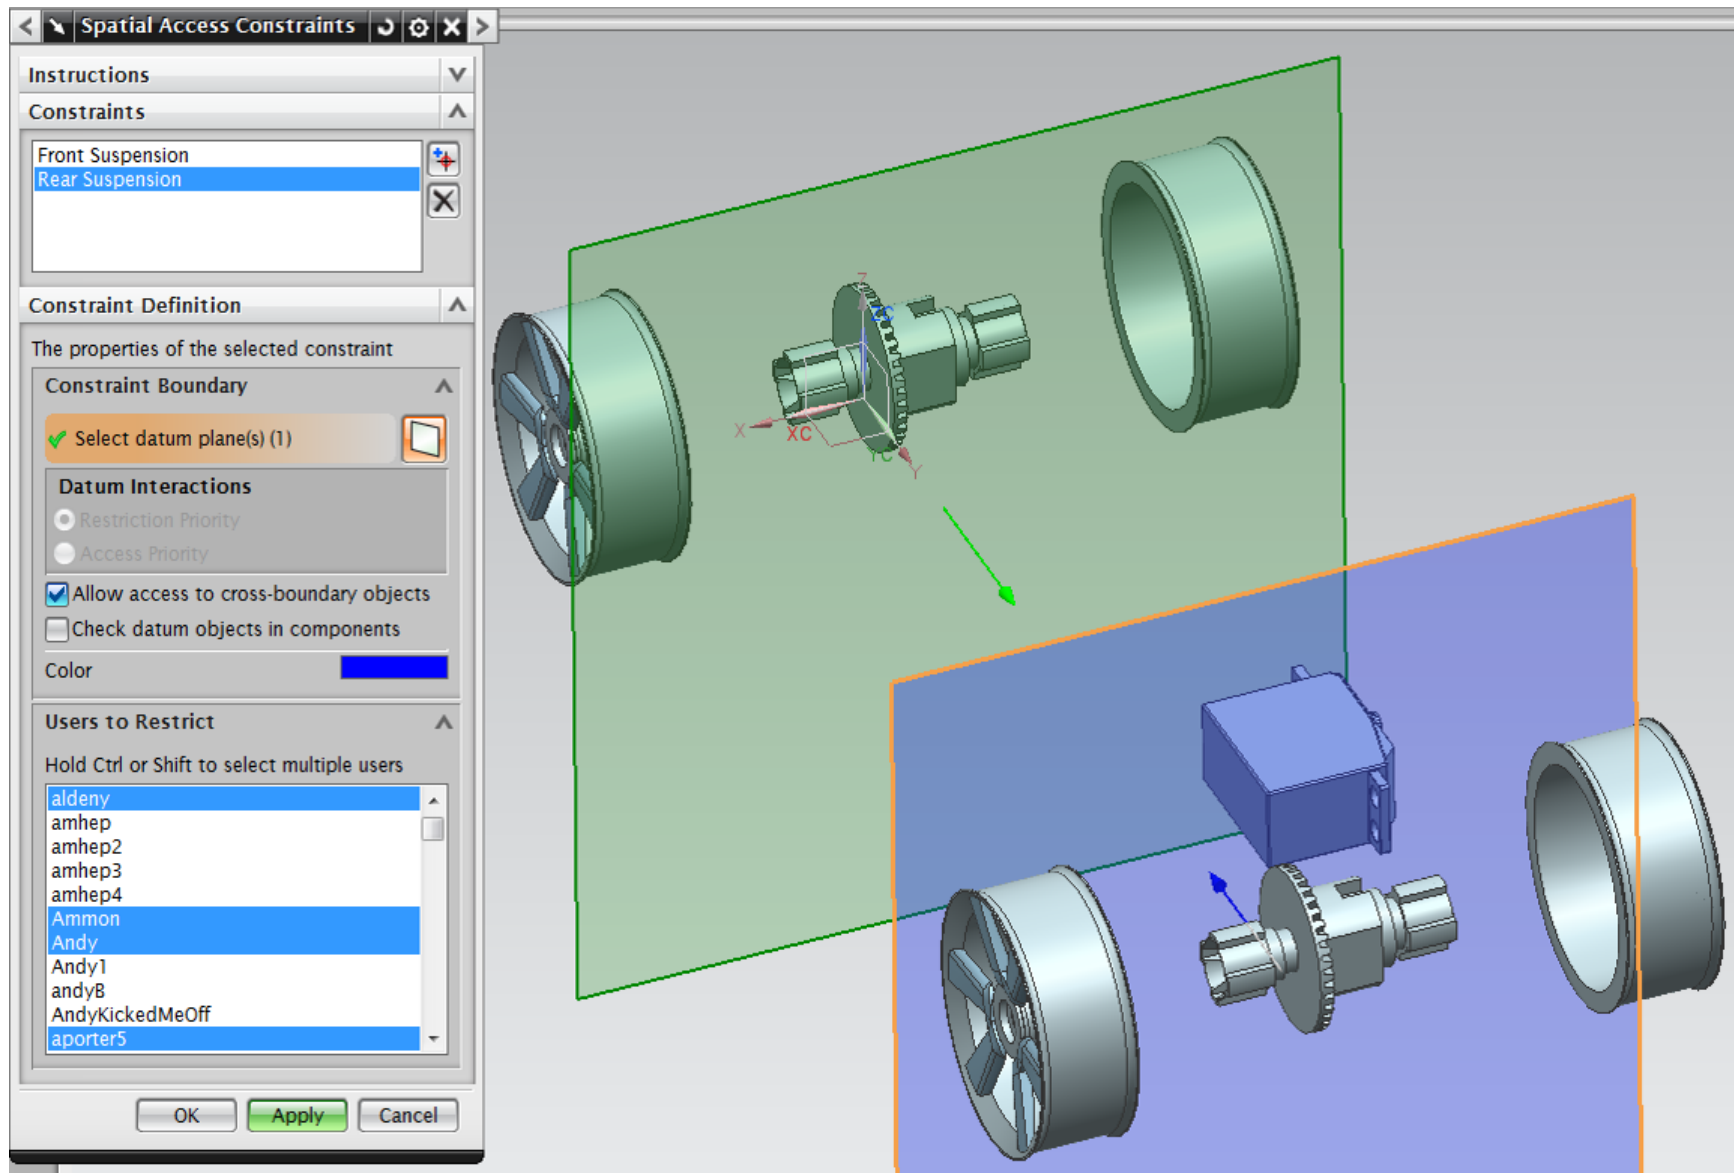 Spatial Access Constraints
Instructions
Constraints
Front Suspension
Rear Suspension
Constraint Definition
The properties of the selected constraint
Constraint Boundary
Select datum plane(s) (1)
Datum Interactions
Restriction Priority
Access Priority
Allow access to cross-boundary objects
Check datum objects in components
Color
Users to Restrict
Hold Ctrl or Shift to select multiple users
aldeny
amhep
amhep2
amhep3
amhep4
Ammon
Andy
Andy1
andyB
AndyKickedMeOff
aporter5
OK Apply Cancel
Z
ZC
X XC
YC Y